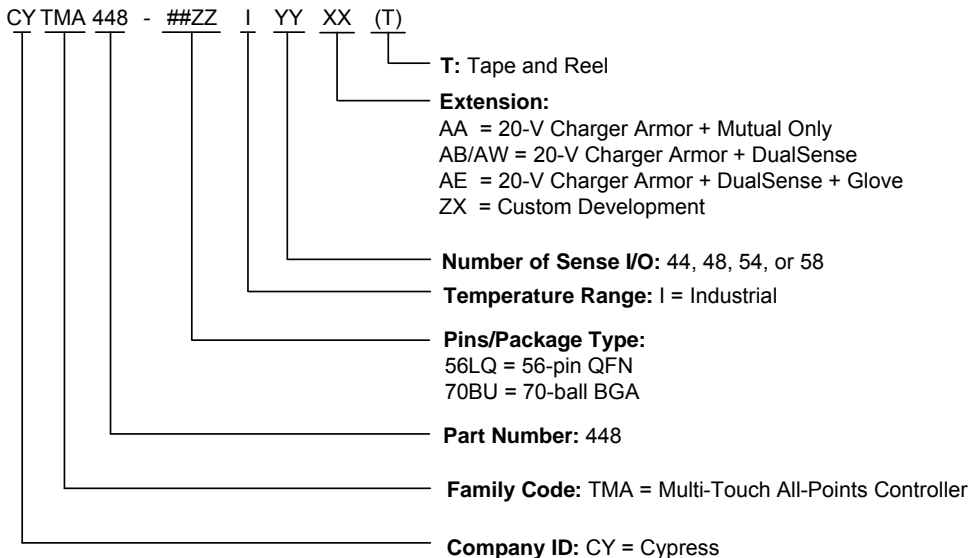 CY TMA 448 - ##ZZ I YY XX (T)
T: Tape and Reel
Extension:
AA = 20-V Charger Armor + Mutual Only
AB/AW = 20-V Charger Armor + DualSense
AE = 20-V Charger Armor + DualSense + Glove
ZX = Custom Development
Number of Sense I/O: 44, 48, 54, or 58
Temperature Range: I = Industrial
Pins/Package Type:
56LQ = 56-pin QFN
70BU = 70-ball BGA
Part Number: 448
Family Code: TMA = Multi-Touch All-Points Controller
Company ID: CY = Cypress